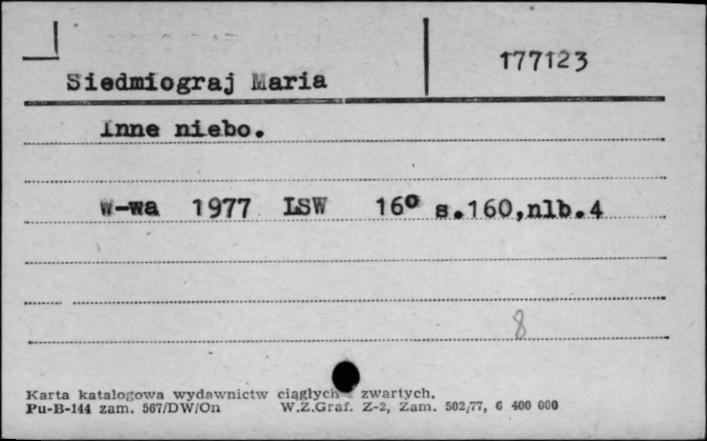 177123
Siedmiograj Maria
Inne niebo.
W-wa 1977 LSW 16° s.160,nlb.4
8
Karta katalogowa wydawnictw ciągłych i zwartych.
Pu-B-144 zam. 567/DW/On W.Z.Graf. Z-2, Zam. 502/77, 6 400 000